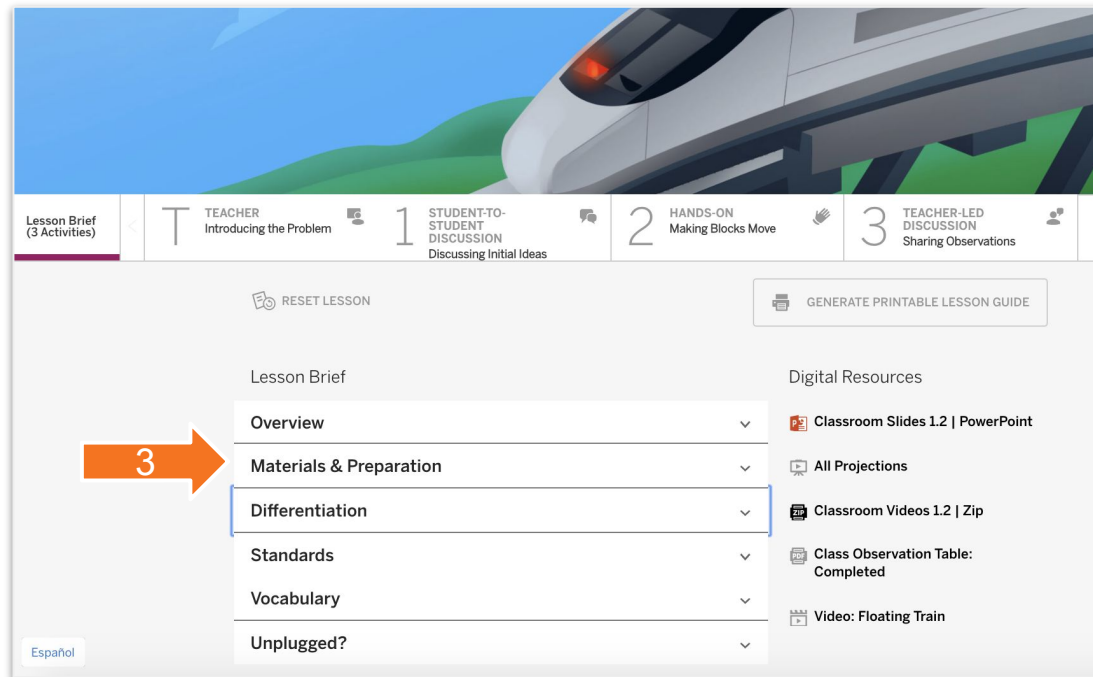 Lesson Brief
(3 Activities)
T
TEACHER
Introducing the Problem
1
STUDENT-TO-
STUDENT
DISCUSSION
Discussing Initial Ideas
2
HANDS-ON
Making Blocks Move
3
TEACHER-LED
DISCUSSION
Sharing Observations
RESET LESSON
GENERATE PRINTABLE LESSON GUIDE
Lesson Brief
Overview
3
Materials & Preparation
Differentiation
Standards
Vocabulary
Unplugged?
Digital Resources
Classroom Slides 1.2 | PowerPoint
All Projections
ZIP
Classroom Videos 1.2 | Zip
PDF
Class Observation Table:
Completed
Video: Floating Train
Español